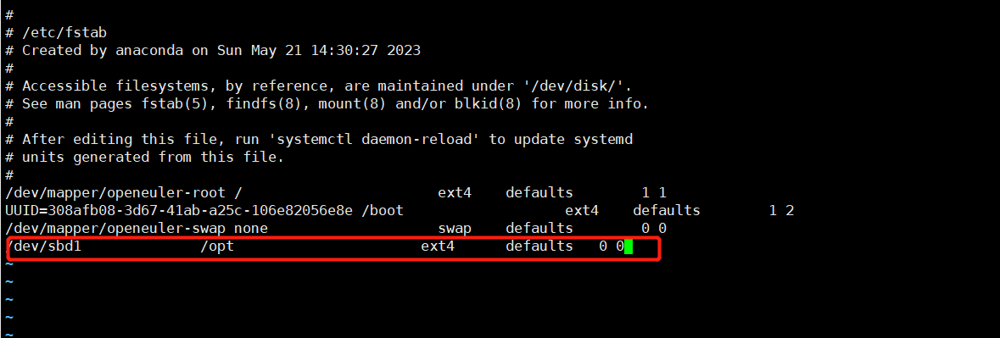 #
# /etc/fstab
# Created by anaconda on Sun May 21 14:30:27 2023
#
# Accessible filesystems, by reference, are maintained under '/dev/disk/'.
# See man pages fstab(5), findfs(8), mount(8) and/or blkid(8) for more info.
#
# After editing this file, run 'systemctl daemon-reload' to update systemd
# units generated from this file.
#
/dev/mapper/openeuler-root / ext4 defaults 1 1
UUID=308afb08-3d67-41ab-a25c-106e82056e8e /boot ext4 defaults 1 2
/dev/mapper/openeuler-swap none swap defaults 0 0
/dev/sbd1 /opt ext4 defaults 0 0
~
~
~
~
~